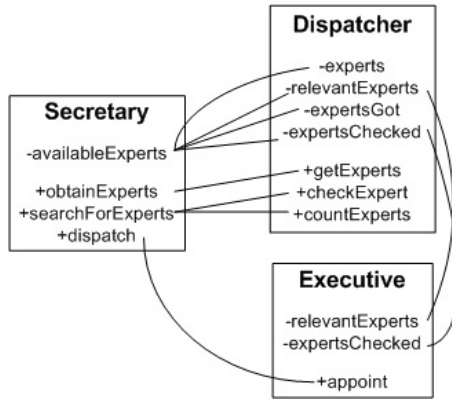 Dispatcher
-experts
-relevantExperts
-expertsGot
-expertsChecked
+getExperts
+checkExpert
+countExperts
Secretary
-availableExperts
+obtainExperts
+searchForExperts
+dispatch
Executive
-relevantExperts
-expertsChecked
+appoint